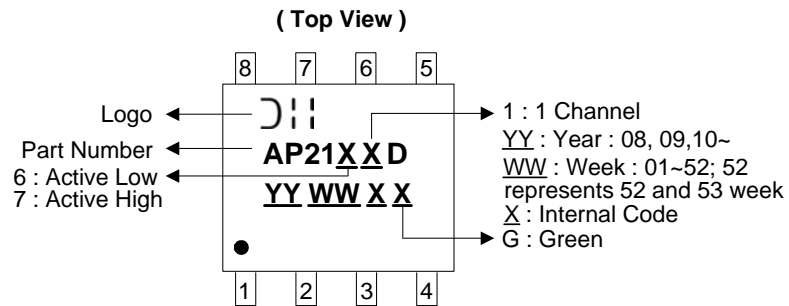 ( Top View )
8 7 6 5
Logo
Part Number
6 : Active Low
7 : Active High
AP21XXD
YY WW X X
1 : 1 Channel
YY : Year : 08, 09,10~
WW : Week : 01~52; 52
represents 52 and 53 week
X : Internal Code
G : Green
1 2 3 4